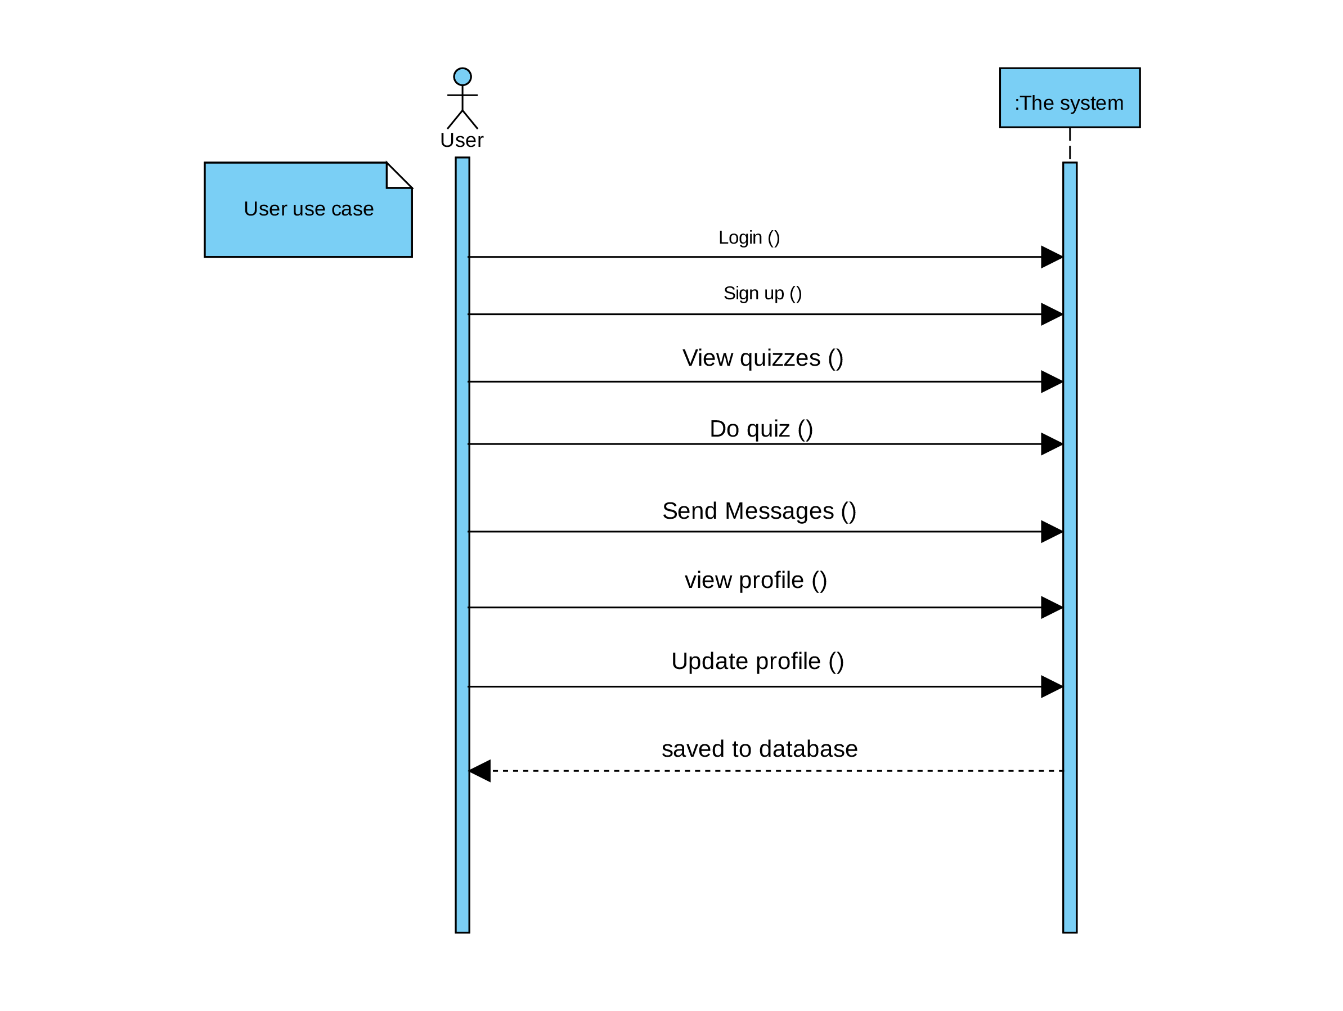 User
:The system
User use case
Login ()
Sign up ()
View quizzes ()
Do quiz ()
Send Messages ()
view profile ()
Update profile ()
saved to database